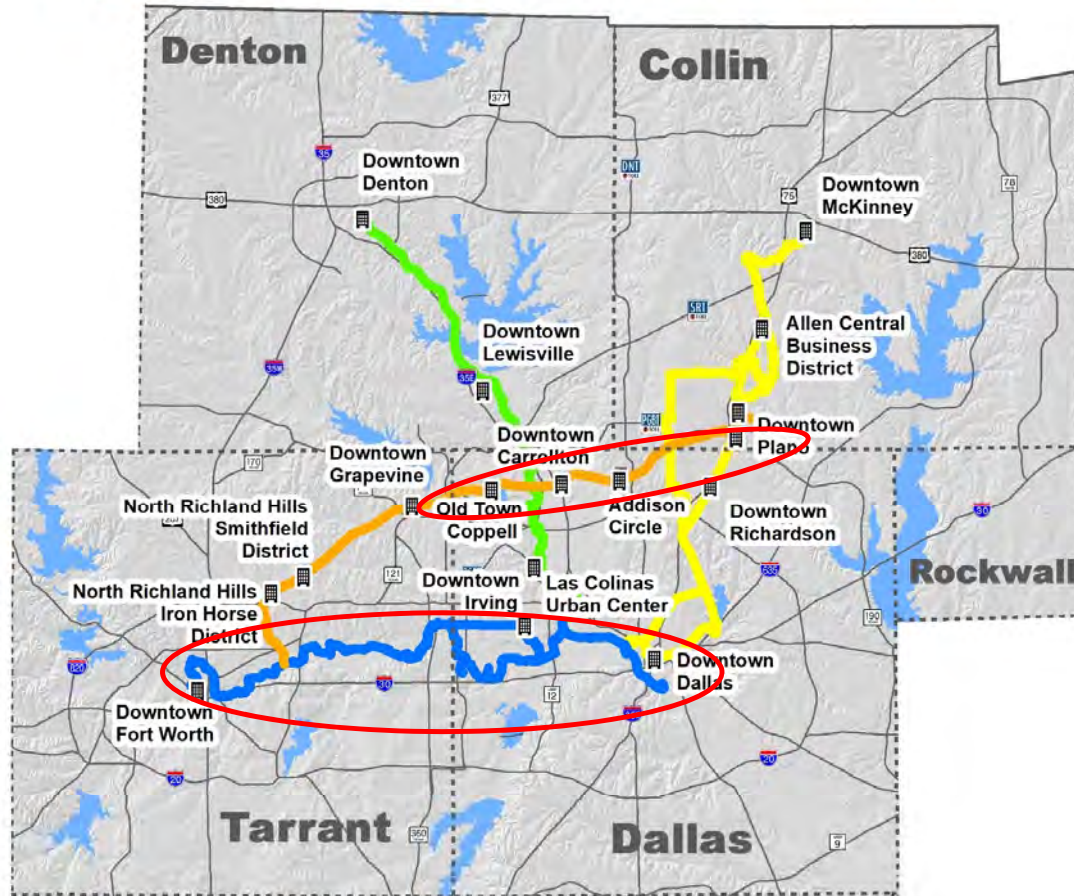 Denton
Collin
377
35
DNT
Downtown
Denton
380
75
78
Downtown
McKinney
380
SRT
Downtown
Lewisville
35E
35W
Allen Central
Business
District
PGBT
Downtown
Plano
Downtown
Carrollton
Downtown
Grapevine
170
Old Town
Coppell
Addison
Circle
Downtown
Richardson
30
North Richland Hills
Smithfield
District
121
635
Rockwall
North Richland Hills
Iron Horse
District
Downtown
Irving
Las Colinas
Urban Center
190
820
30
12
Downtown
Dallas
Downtown
Fort Worth
20
20
Tarrant
360
Dallas
9